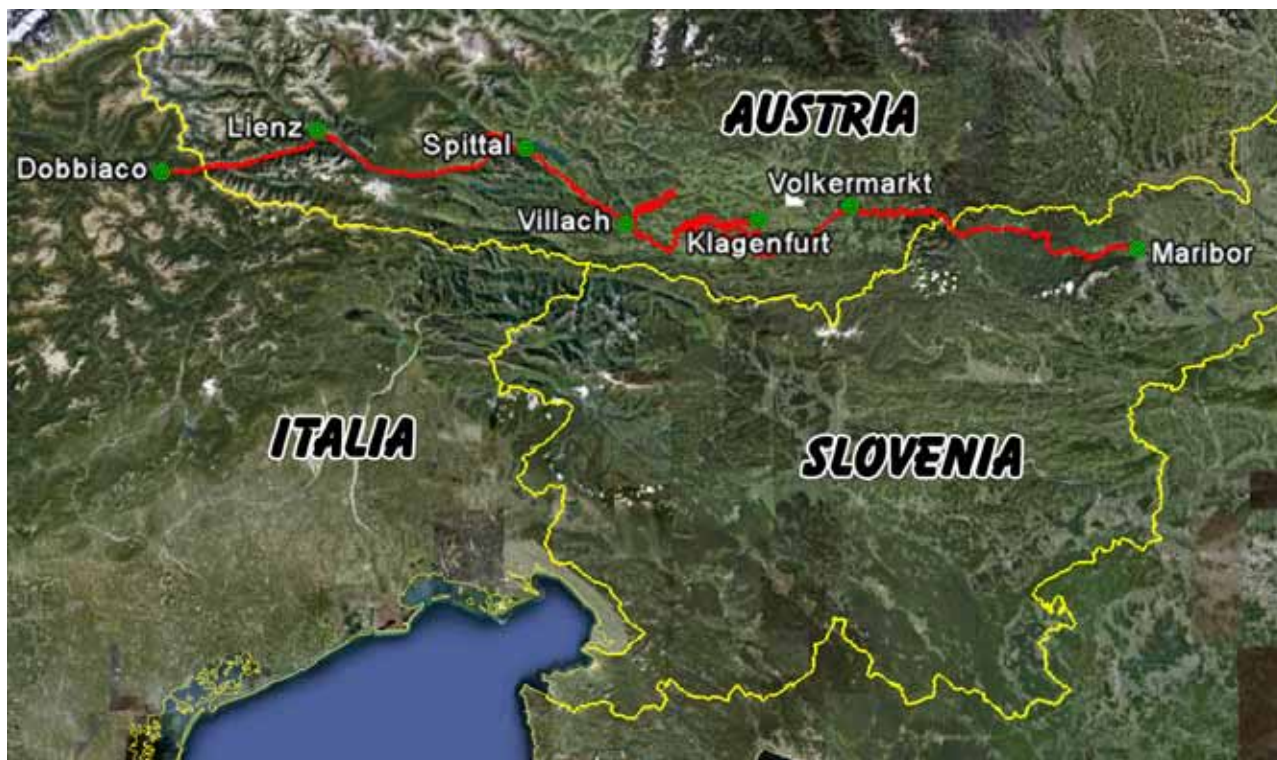 AUSTRIA
Lienz
Spittal
Dobbiaco
Volkermarkt
Villach
Klagenfurt
Maribor
ITALIA
SLOVENIA